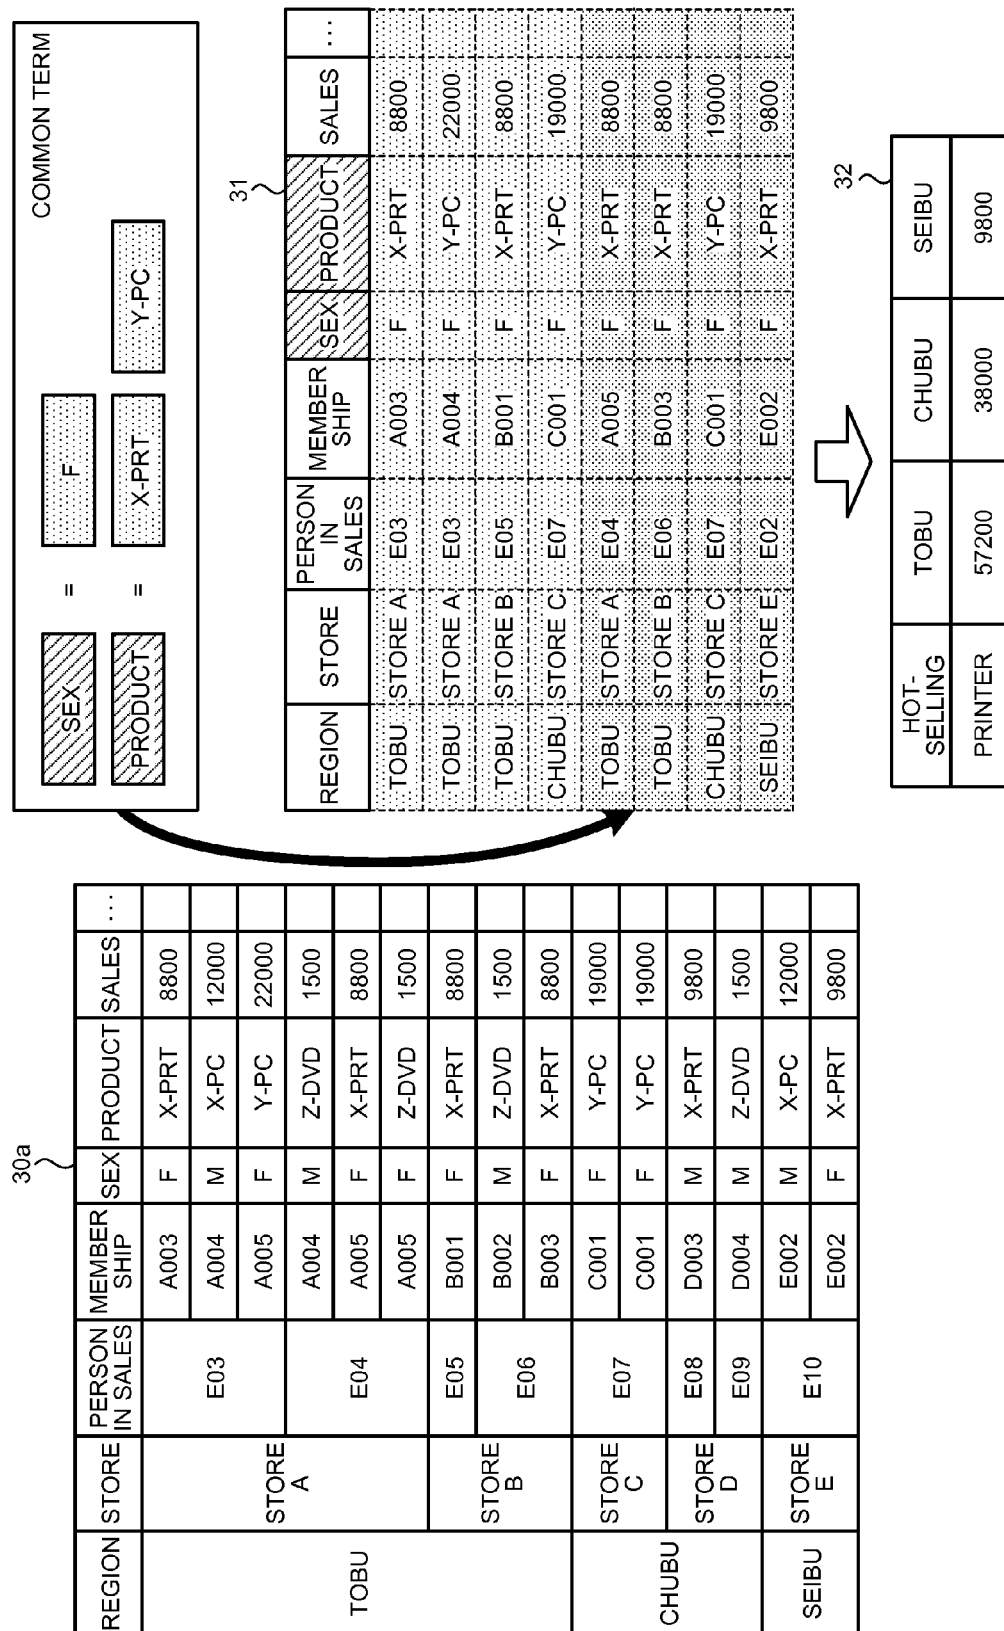 30a
REGION STORE PERSON IN SALES MEMBER SHIP SEX PRODUCT SALES ...
TOBU STORE A E03 A003 F X-PRT 8800
A004 M X-PC 12000
A005 F Y-PC 22000
E04 A004 M Z-DVD 1500
A005 F X-PRT 8800
A005 F Z-DVD 1500
STORE B E05 B001 F X-PRT 8800
E06 B002 M Z-DVD 1500
B003 F X-PRT 8800
CHUBU STORE C E07 C001 F Y-PC 19000
C001 F Y-PC 19000
STORE D E08 D003 M X-PRT 9800
E09 D004 M Z-DVD 1500
SEIBU STORE E E10 E002 M X-PC 12000
E002 F X-PRT 9800
COMMON TERM
SEX = F
PRODUCT = X-PRT Y-PC
31
REGION STORE PERSON IN SALES MEMBER SHIP SEX PRODUCT SALES ...
TOBU STORE A E03 A003 F X-PRT 8800
TOBU STORE A E03 A004 F Y-PC 22000
TOBU STORE B E05 B001 F X-PRT 8800
CHUBU STORE C E07 C001 F Y-PC 19000
TOBU STORE A E04 A005 F X-PRT 8800
TOBU STORE B E06 B003 F X-PRT 8800
CHUBU STORE C E07 C001 F Y-PC 19000
SEIBU STORE E E02 E002 F X-PRT 9800
32
HOT-SELLING TOBU CHUBU SEIBU
PRINTER 57200 38000 9800